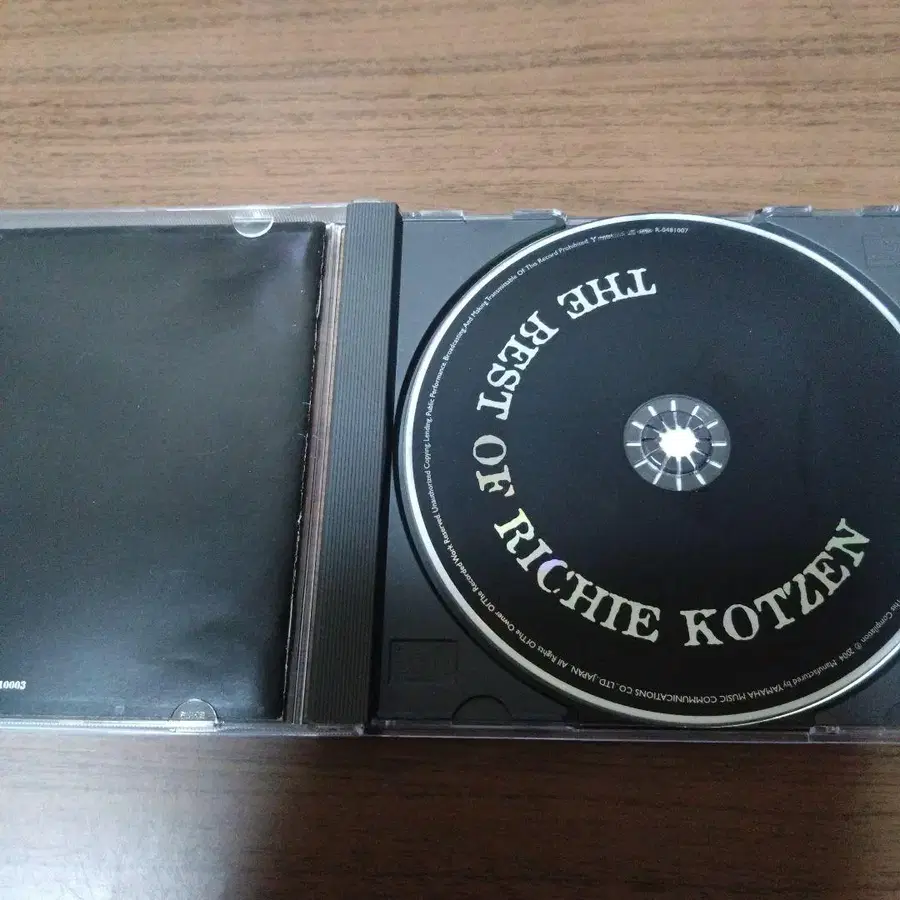 THE BEST OF RICHIE KOTZEN
This Compilation ℗ 2004 Manufactured by YAMAHA MUSIC COMMUNICATIONS CO., LTD., JAPAN. All Rights Of The Owner Of The Recorded Work Reserved. Unauthorized Copying, Lending, Public Performance, Broadcasting And Making Transmittable Of This Record Prohibited.
R-0481007
10003